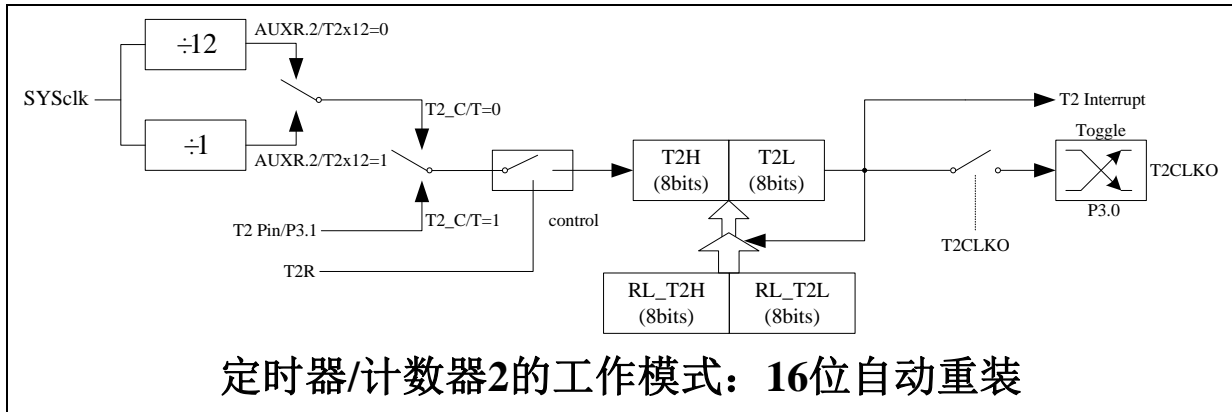 AUXR.2/T2x12=0
÷12
SYSclk
T2_C/T=0
÷1
AUXR.2/T2x12=1
T2 Pin/P3.1
T2_C/T=1
control
T2R
T2H
(8bits)
T2L
(8bits)
RL_T2H
(8bits)
RL_T2L
(8bits)
T2 Interrupt
Toggle
T2CLKO
P3.0
T2CLKO
定时器/计数器2的工作模式：16位自动重装